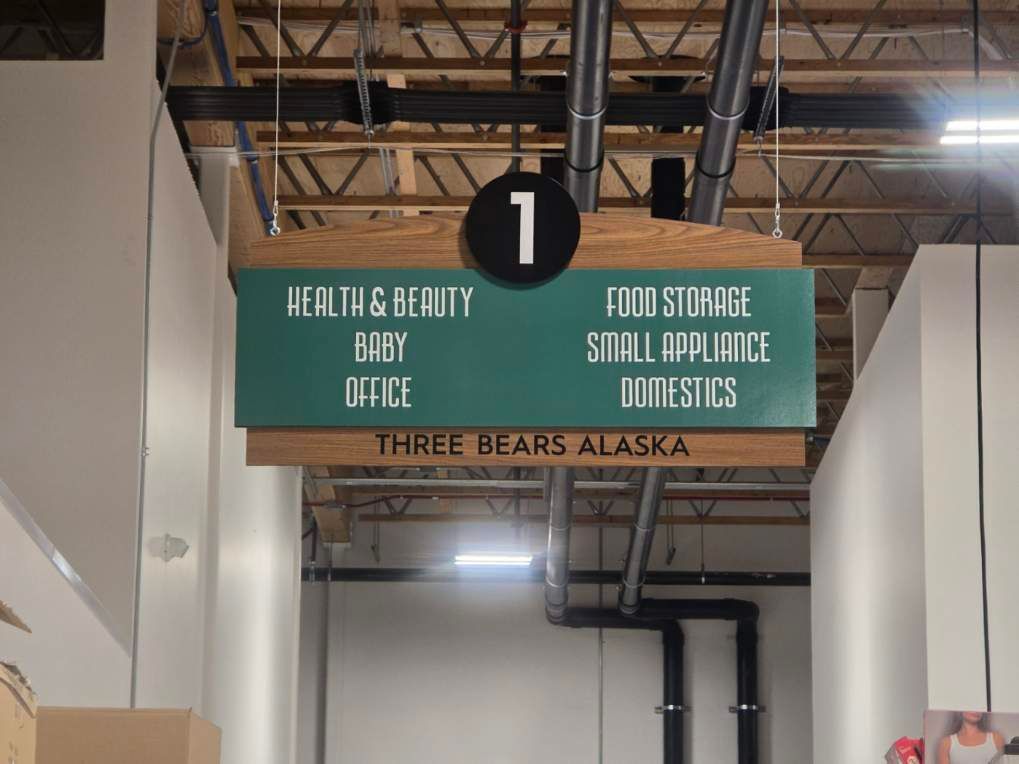 1
HEALTH & BEAUTY
BABY
OFFICE
FOOD STORAGE
SMALL APPLIANCE
DOMESTICS
THREE BEARS ALASKA